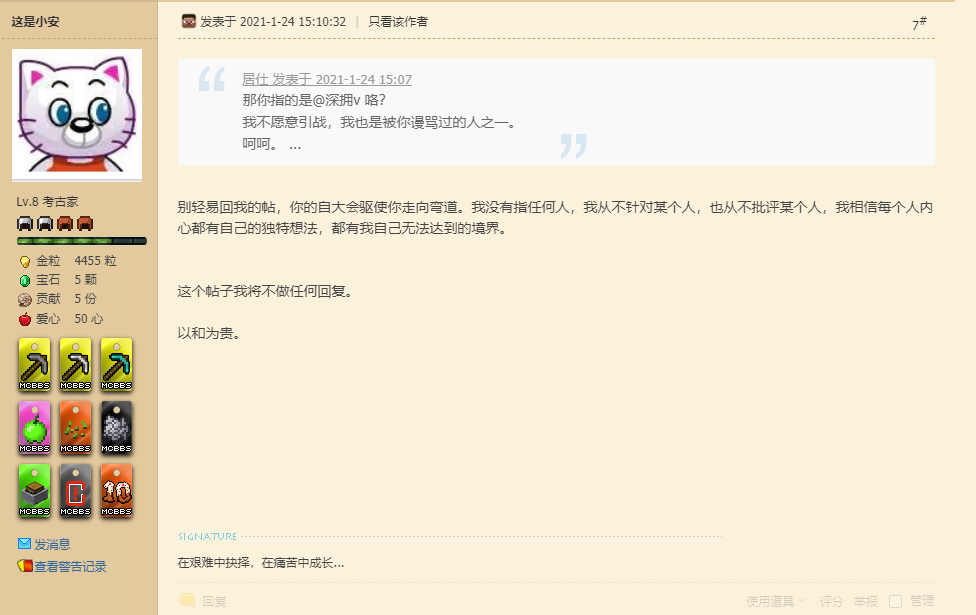 这是小安
发表于 2021-1-24 15:10:32 | 只看该作者
7#
居仕 发表于 2021-1-24 15:07
那你指的是@深拥v 咯?
我不愿意引战，我也是被你谩骂过的人之一。
呵呵。 ...
Lv.8 考古家
别轻易回我的帖，你的自大会驱使你走向弯道。我没有指任何人，我从不针对某个人，也从不批评某个人，我相信每个人内
心都有自己的独特想法，都有我自己无法达到的境界。
这个帖子我将不做任何回复。
以和为贵。
金粒 4455 粒
宝石 5 颗
贡献 5 份
爱心 50 心
MCBBS MCBBS MCBBS
MCBBS MCBBS MCBBS
MCBBS MCBBS 10 MCBBS
发消息
查看警告记录
SIGNATURE
在艰难中抉择，在痛苦中成长...
回复
使用道具 评分 举报 管理